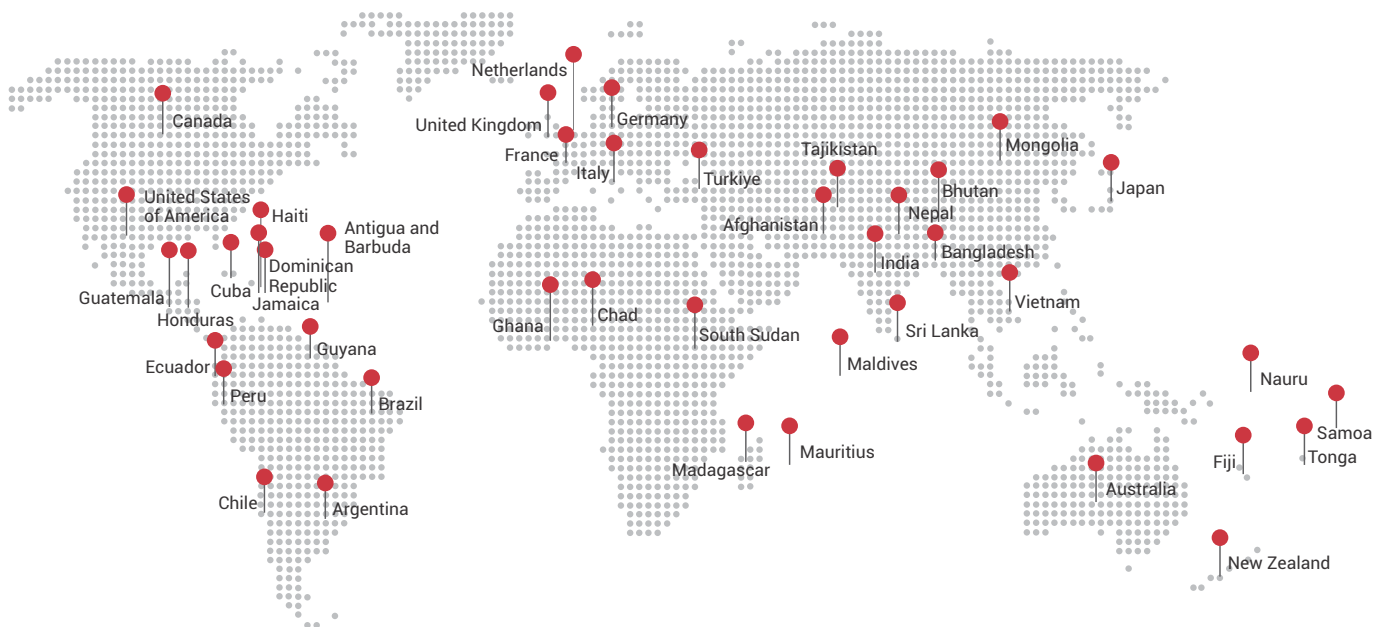 Netherlands
United Kingdom
Germany
France
Italy
Turkiye
Canada
Tajikistan
Mongolia
Japan
Bhutan
Nepal
Afghanistan
Bangladesh
India
Vietnam
Sri Lanka
Maldives
United States
of America
Haiti
Antigua and
Barbuda
Dominican
Republic
Cuba
Jamaica
Guatemala
Honduras
Guyana
Ecuador
Peru
Brazil
Chile
Argentina
Ghana
Chad
South Sudan
Madagascar
Mauritius
Nauru
Samoa
Tonga
Fiji
Australia
New Zealand